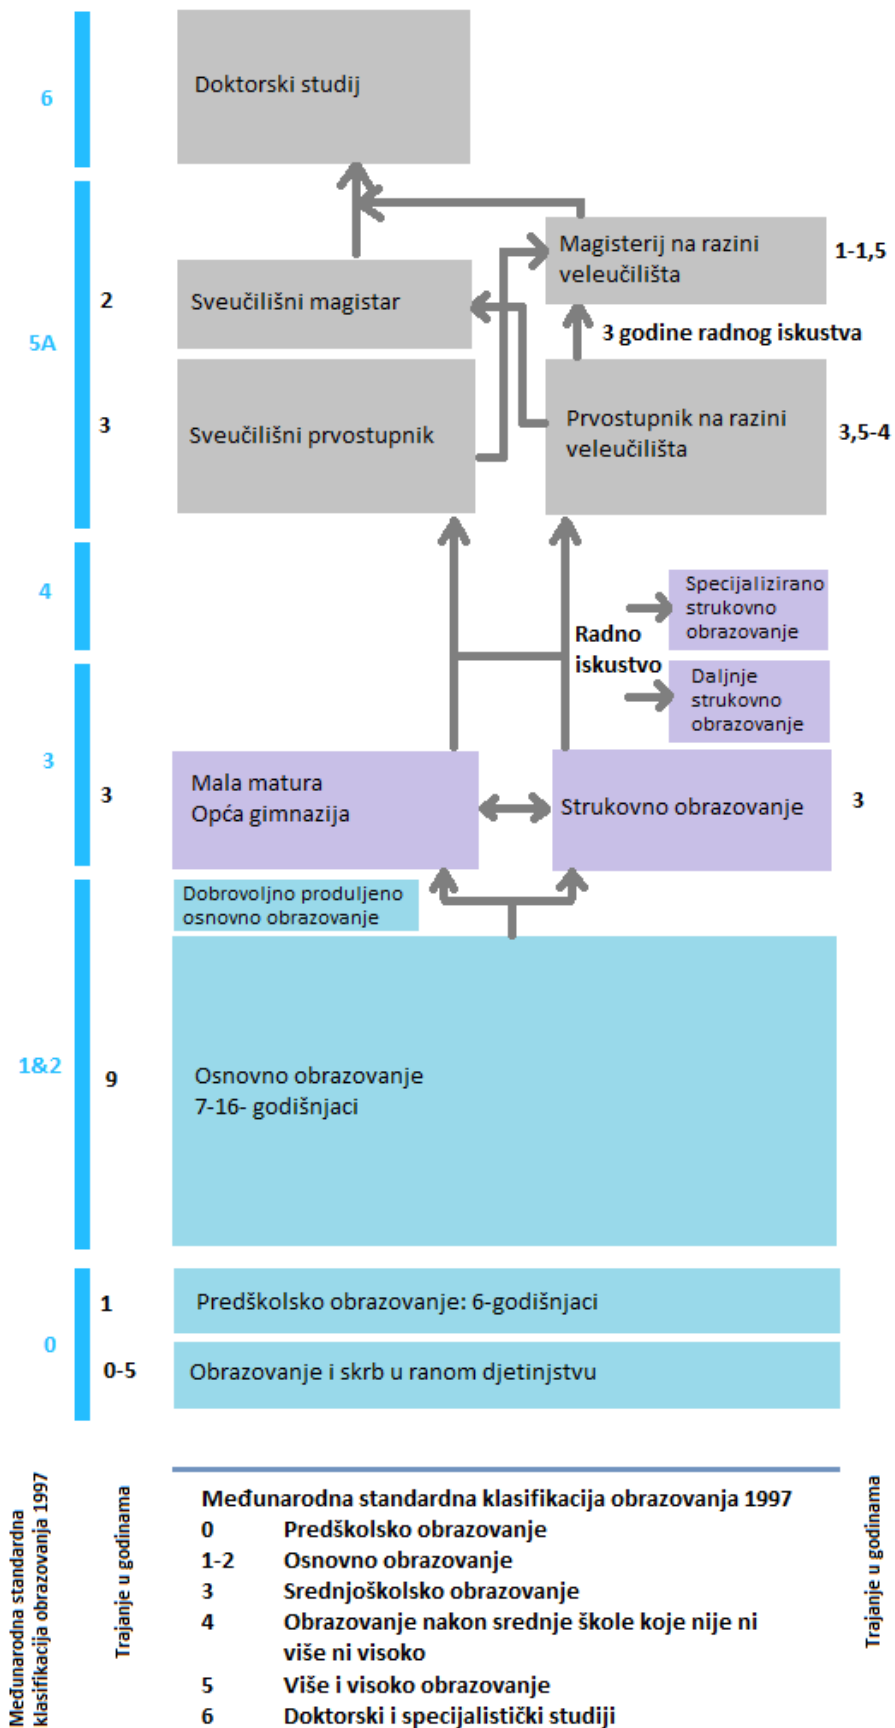 6
Doktorski studij
5A
2
Sveučilišni magistar
Magisterij na razini
veleučilišta
1-1,5
3 godine radnog iskustva
3
Sveučilišni prvostupnik
Prvostupnik na razini
veleučilišta
3,5-4
4
Specijalizirano
strukovno
obrazovanje
Radno
iskustvo
Daljnje
strukovno
obrazovanje
3
3
Mala matura
Opća gimnazija
Strukovno obrazovanje
3
Dobrovoljno produljeno
osnovno obrazovanje
1&2
9
Osnovno obrazovanje
7-16- godišnjaci
0
1
Predškolsko obrazovanje: 6-godišnjaci
0-5
Obrazovanje i skrb u ranom djetinjstvu
Međunarodna standardna
klasifikacija obrazovanja 1997
Trajanje u godinama
Međunarodna standardna klasifikacija obrazovanja 1997
0 Predškolsko obrazovanje
1-2 Osnovno obrazovanje
3 Srednjoškolsko obrazovanje
4 Obrazovanje nakon srednje škole koje nije ni
više ni visoko
5 Više i visoko obrazovanje
6 Doktorski i specijalistički studiji
Trajanje u godinama